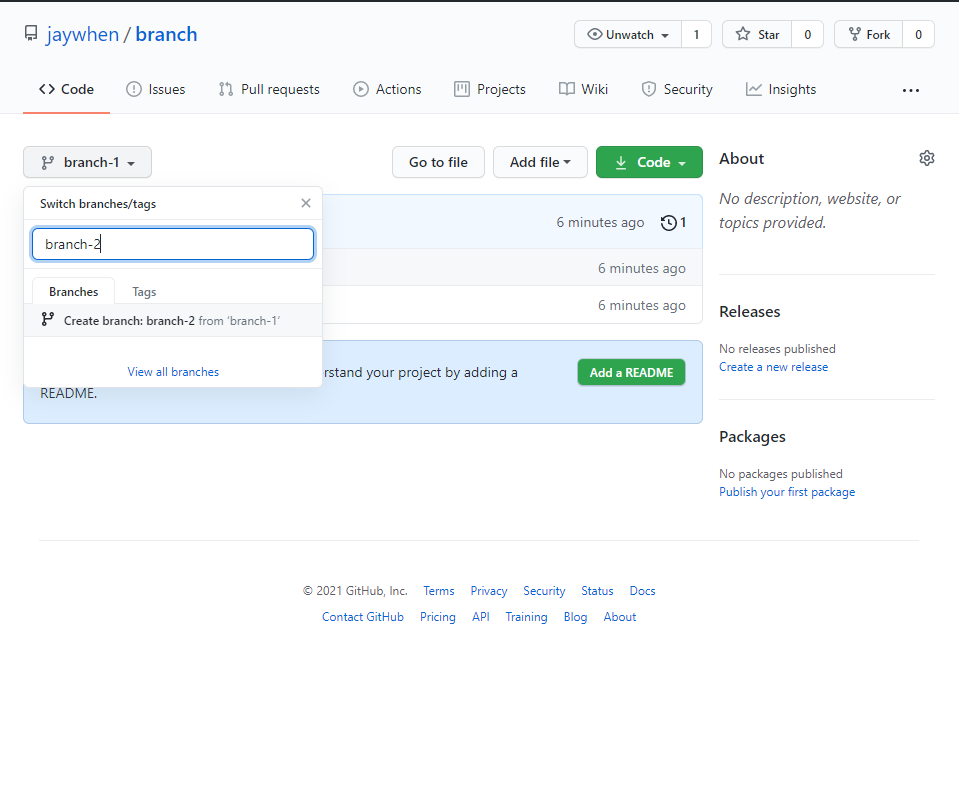 jaywhen / branch
Unwatch 1 Star 0 Fork 0
Code Issues Pull requests Actions Projects Wiki Security Insights ...
branch-1 Go to file Add file Code
Switch branches/tags
branch-2
Branches Tags
Create branch: branch-2 from ‘branch-1’
View all branches
6 minutes ago 1
6 minutes ago
6 minutes ago
rstand your project by adding a
README.
Add a README
About
No description, website, or
topics provided.
Releases
No releases published
Create a new release
Packages
No packages published
Publish your first package
© 2021 GitHub, Inc. Terms Privacy Security Status Docs
Contact GitHub Pricing API Training Blog About